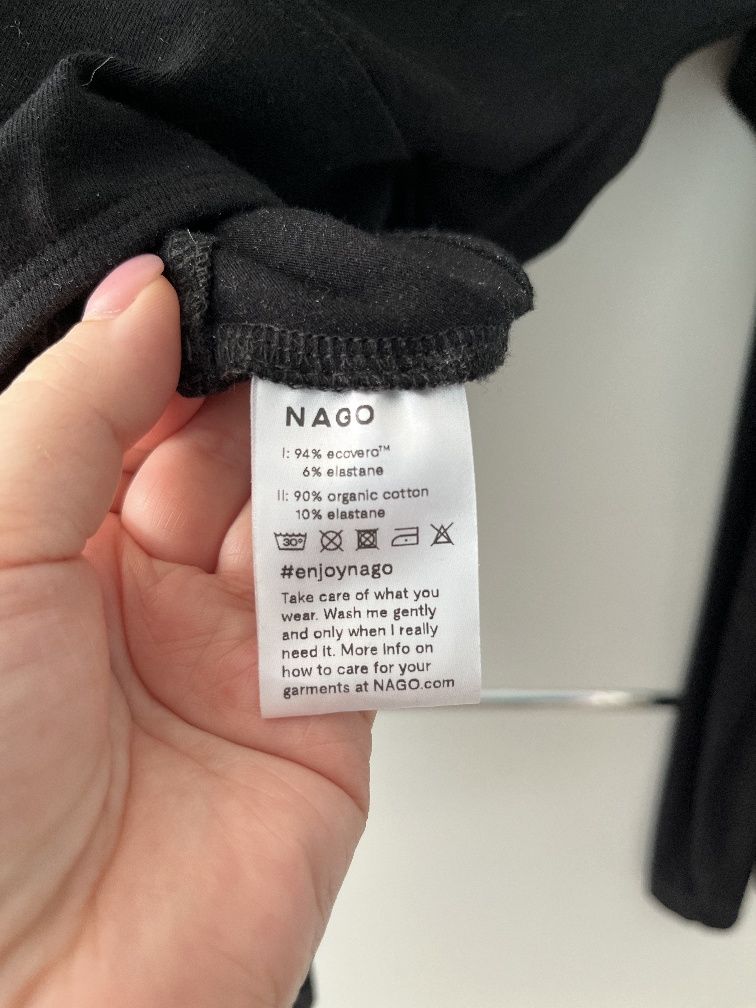 NAGO
I: 94% ecovero™
6% elastane
II: 90% organic cotton
10% elastane
30°
#enjoynago
Take care of what you
wear. Wash me gently
and only when I really
need it. More info on
how to care for your
garments at NAGO.com